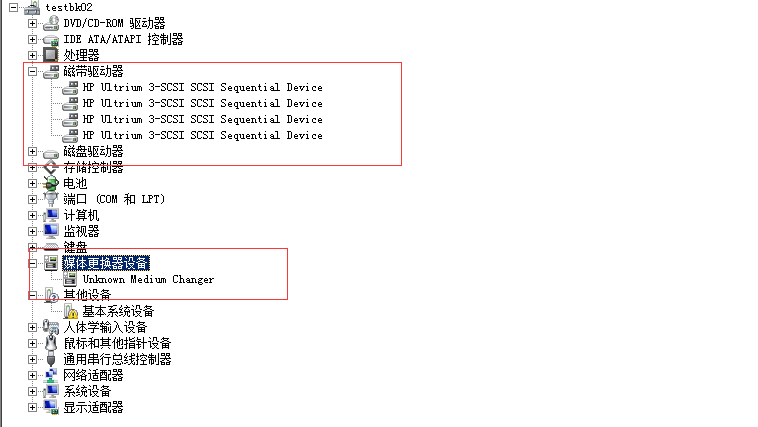 testbk02
DVD/CD-ROM 驱动器
IDE ATA/ATAPI 控制器
处理器
磁带驱动器
HP Ultrium 3-SCSI SCSI Sequential Device
HP Ultrium 3-SCSI SCSI Sequential Device
HP Ultrium 3-SCSI SCSI Sequential Device
HP Ultrium 3-SCSI SCSI Sequential Device
磁盘驱动器
存储控制器
电池
端口 (COM 和 LPT)
计算机
监视器
键盘
媒体更换器设备
Unknown Medium Changer
其他设备
基本系统设备
人体学输入设备
鼠标和其他指针设备
通用串行总线控制器
网络适配器
系统设备
显示适配器